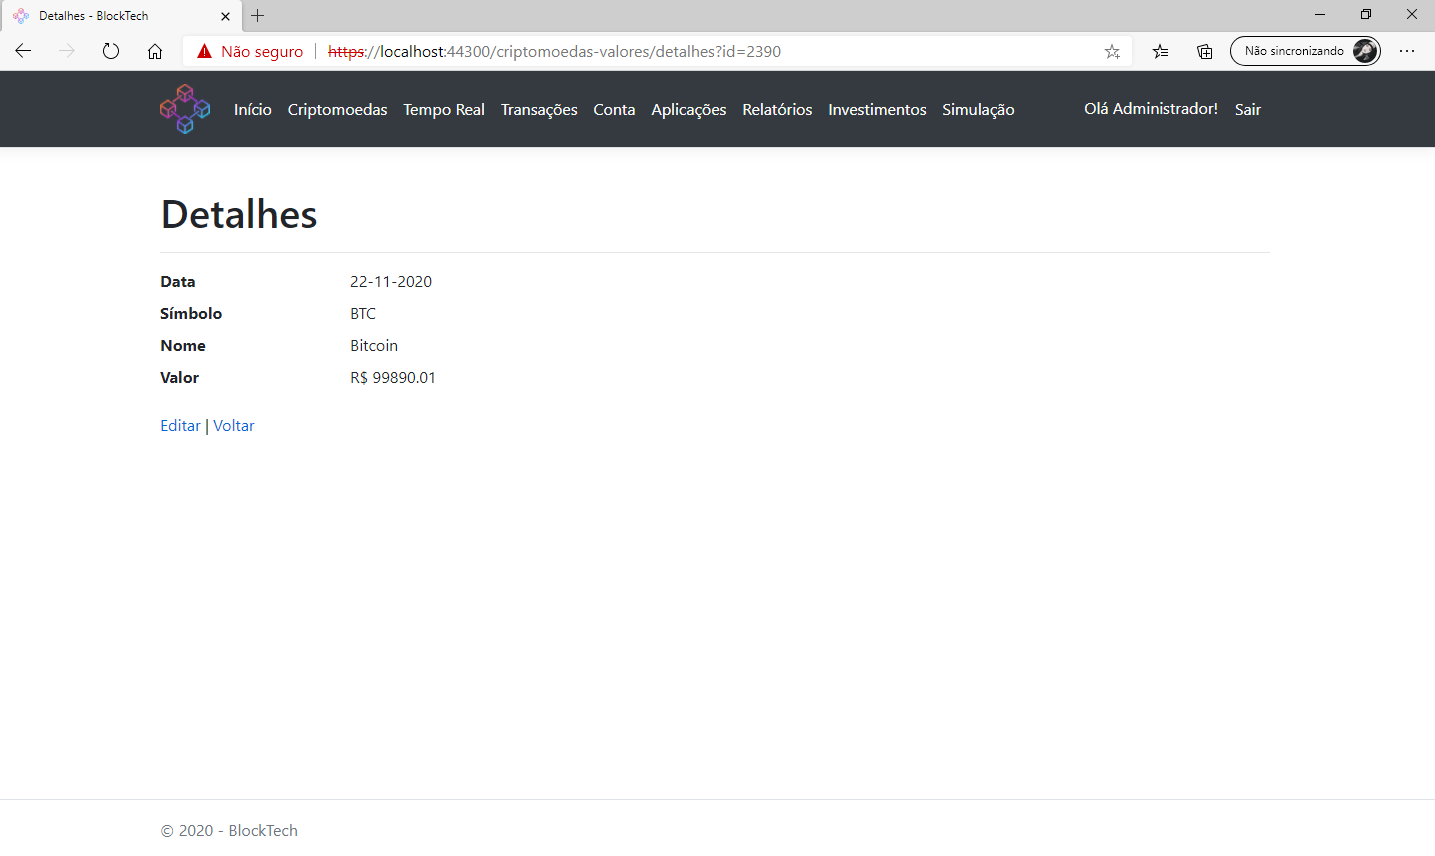 Detalhes - BlockTech
Não seguro https://localhost:44300/criptomoedas-valores/detalhes?id=2390 Não sincronizando
Início Criptomoedas Tempo Real Transações Conta Aplicações Relatórios Investimentos Simulação Olá Administrador! Sair
Detalhes
Data 22-11-2020
Símbolo BTC
Nome Bitcoin
Valor R$ 99890.01
Editar | Voltar
© 2020 - BlockTech